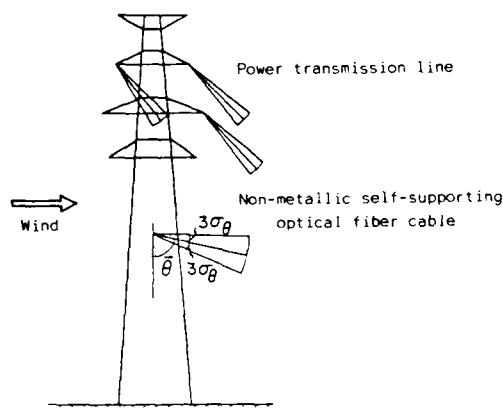 Power transmission line
Non-metallic self-supporting
optical fiber cable
Wind
3σθ
θ̄
3σθ